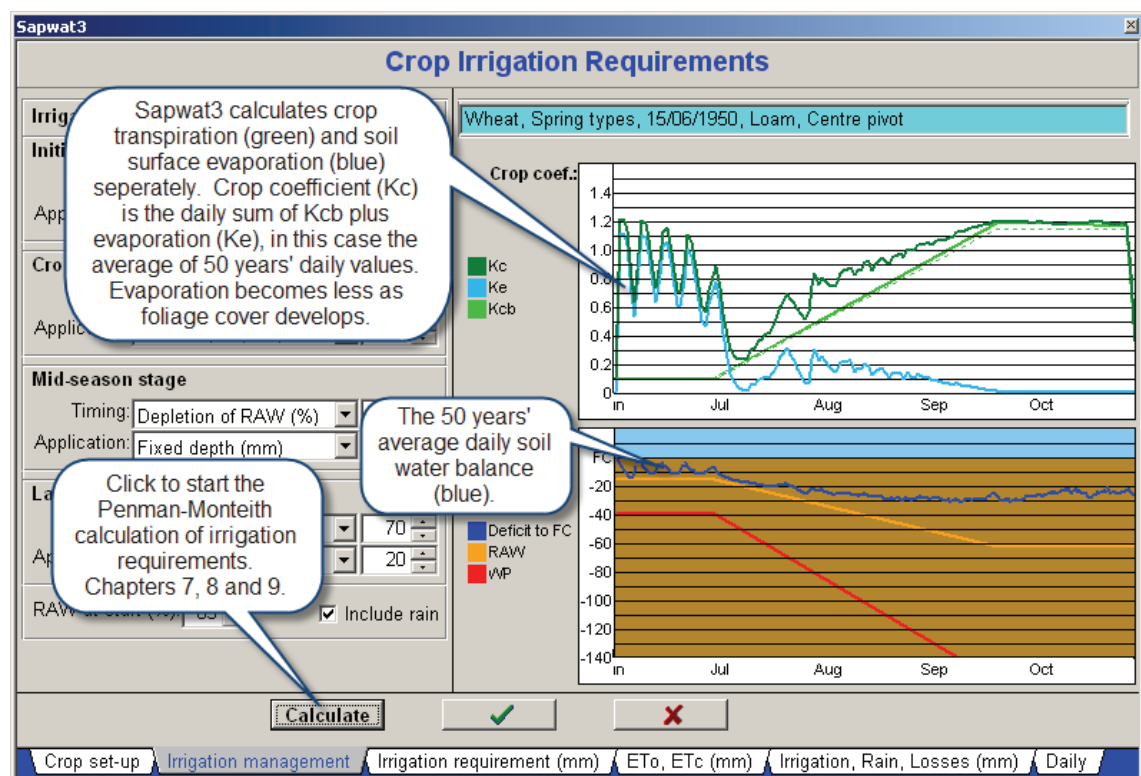 Sapwat3
Crop Irrigation Requirements
Irrig
Initi
App
Cro
Applic
Sapwat3 calculates crop
transpiration (green) and soil
surface evaporation (blue)
seperately. Crop coefficient (Kc)
is the daily sum of Kcb plus
evaporation (Ke), in this case the
average of 50 years' daily values.
Evaporation becomes less as
foliage cover develops.
Mid-season stage
Timing: Depletion of RAW (%)
Application: Fixed depth (mm)
La
70
Ap
20
RAW at start (%):
Include rain
Click to start the
Penman-Monteith
calculation of irrigation
requirements.
Chapters 7, 8 and 9.
Wheat, Spring types, 15/06/1950, Loam, Centre pivot
Crop coef.:
Kc
Ke
Kcb
1.4
1.2
1.0
0.8
0.6
0.4
0.2
0
in Jul Aug Sep Oct
The 50 years'
average daily soil
water balance
(blue).
Deficit to FC
RAW
WP
FC
-20
-40
-60
-80
-100
-120
-140
in Jul Aug Sep Oct
Calculate
Crop set-up Irrigation management Irrigation requirement (mm) ETo, ETc (mm) Irrigation, Rain, Losses (mm) Daily